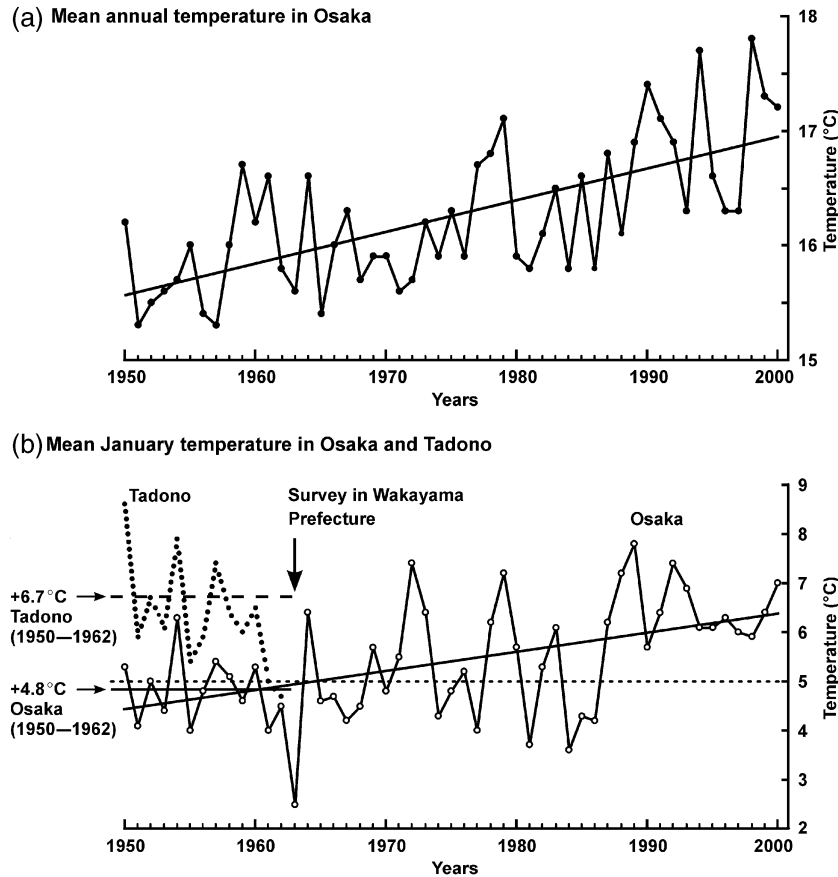 (a) Mean annual temperature in Osaka
18
17
16
15
Temperature (°C)
1950 1960 1970 1980 1990 2000
Years
(b) Mean January temperature in Osaka and Tadono
Tadono
Survey in Wakayama
Prefecture
Osaka
+6.7°C
Tadono
(1950—1962)
+4.8°C
Osaka
(1950—1962)
9
8
7
6
5
4
3
2
Temperature (°C)
1950 1960 1970 1980 1990 2000
Years